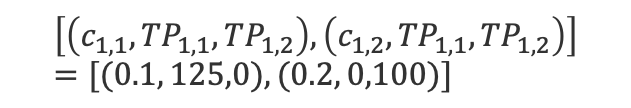 [(c₁,₁, TP₁,₁, TP₁,₂), (c₁,₂, TP₁,₁, TP₁,₂)]
= [(0.1, 125,0), (0.2, 0,100)]